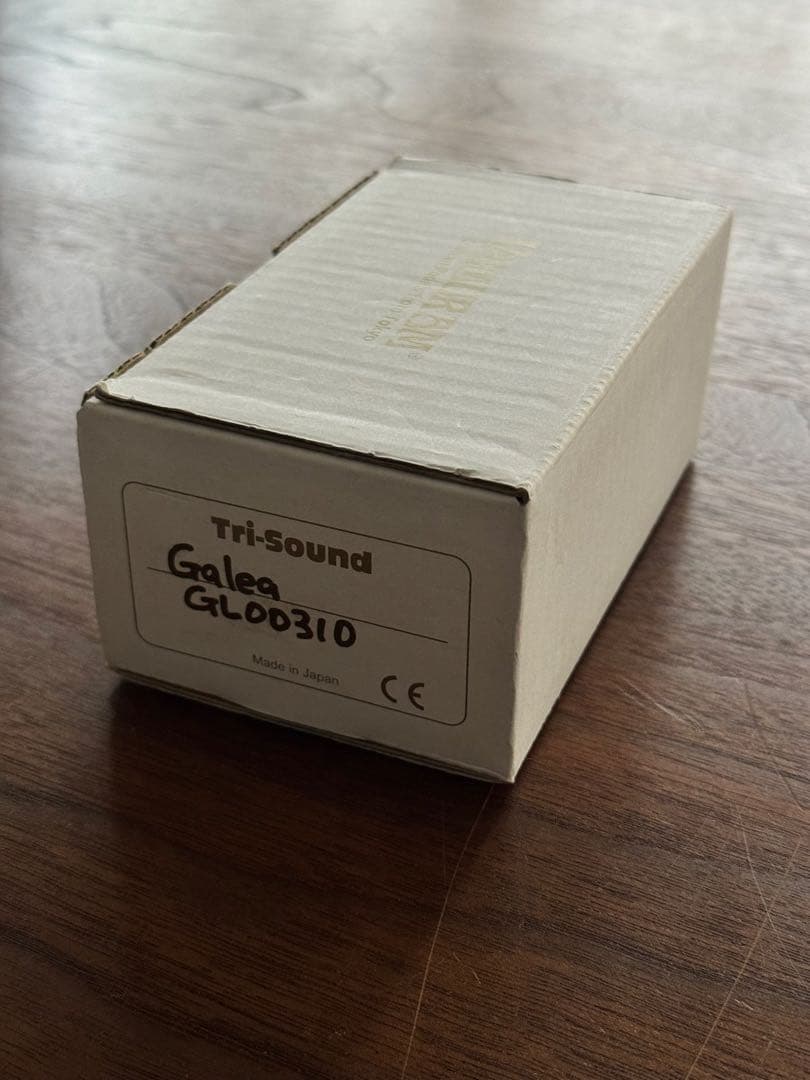 Tri-Sound
Galea
GL00310
Made in Japan
CE